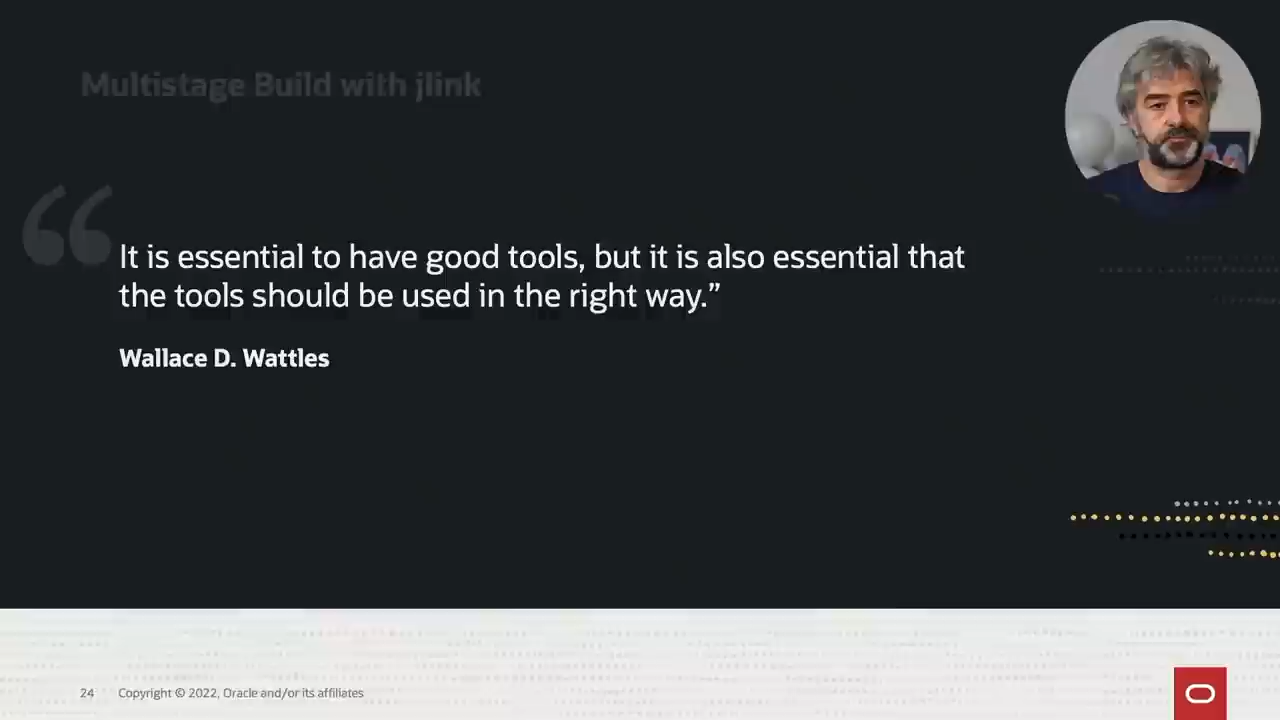 Multistage Build with jlink
“
It is essential to have good tools, but it is also essential that
the tools should be used in the right way.”
Wallace D. Wattles
24 Copyright © 2022, Oracle and/or its affiliates